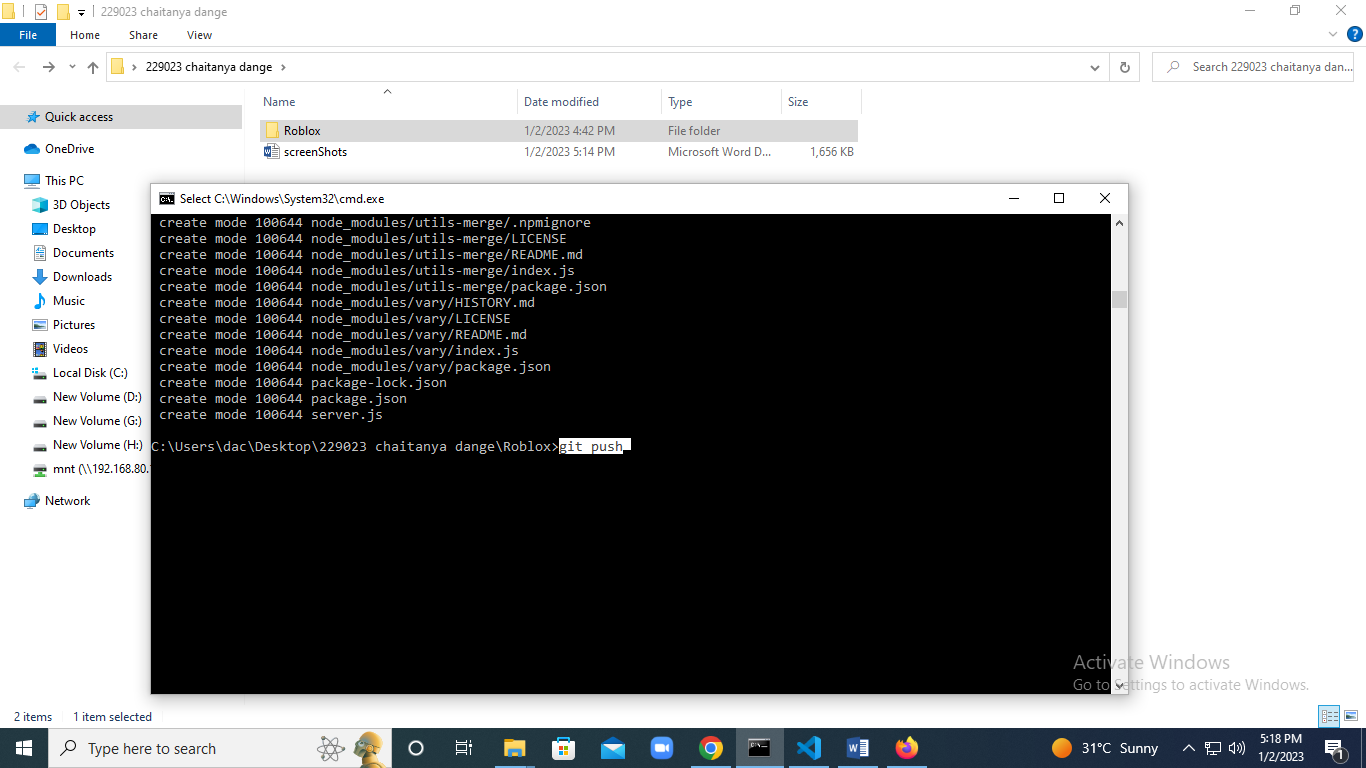 229023 chaitanya dange
File Home Share View
229023 chaitanya dange
Search 229023 chaitanya dan...
Name Date modified Type Size
Quick access
Roblox 1/2/2023 4:42 PM File folder
screenShots 1/2/2023 5:14 PM Microsoft Word D... 1,656 KB
OneDrive
This PC
3D Objects
Desktop
Documents
Downloads
Music
Pictures
Videos
Local Disk (C:)
New Volume (D:)
New Volume (G:)
New Volume (H:)
mnt (\\192.168.80.
Network
Select C:\Windows\System32\cmd.exe
create mode 100644 node_modules/utils-merge/.npmignore
create mode 100644 node_modules/utils-merge/LICENSE
create mode 100644 node_modules/utils-merge/README.md
create mode 100644 node_modules/utils-merge/index.js
create mode 100644 node_modules/utils-merge/package.json
create mode 100644 node_modules/vary/HISTORY.md
create mode 100644 node_modules/vary/LICENSE
create mode 100644 node_modules/vary/README.md
create mode 100644 node_modules/vary/index.js
create mode 100644 node_modules/vary/package.json
create mode 100644 package-lock.json
create mode 100644 package.json
create mode 100644 server.js
C:\Users\dac\Desktop\229023 chaitanya dange\Roblox>git push
Activate Windows
Go to Settings to activate Windows.
2 items 1 item selected
Type here to search
31°C Sunny
5:18 PM
1/2/2023
1